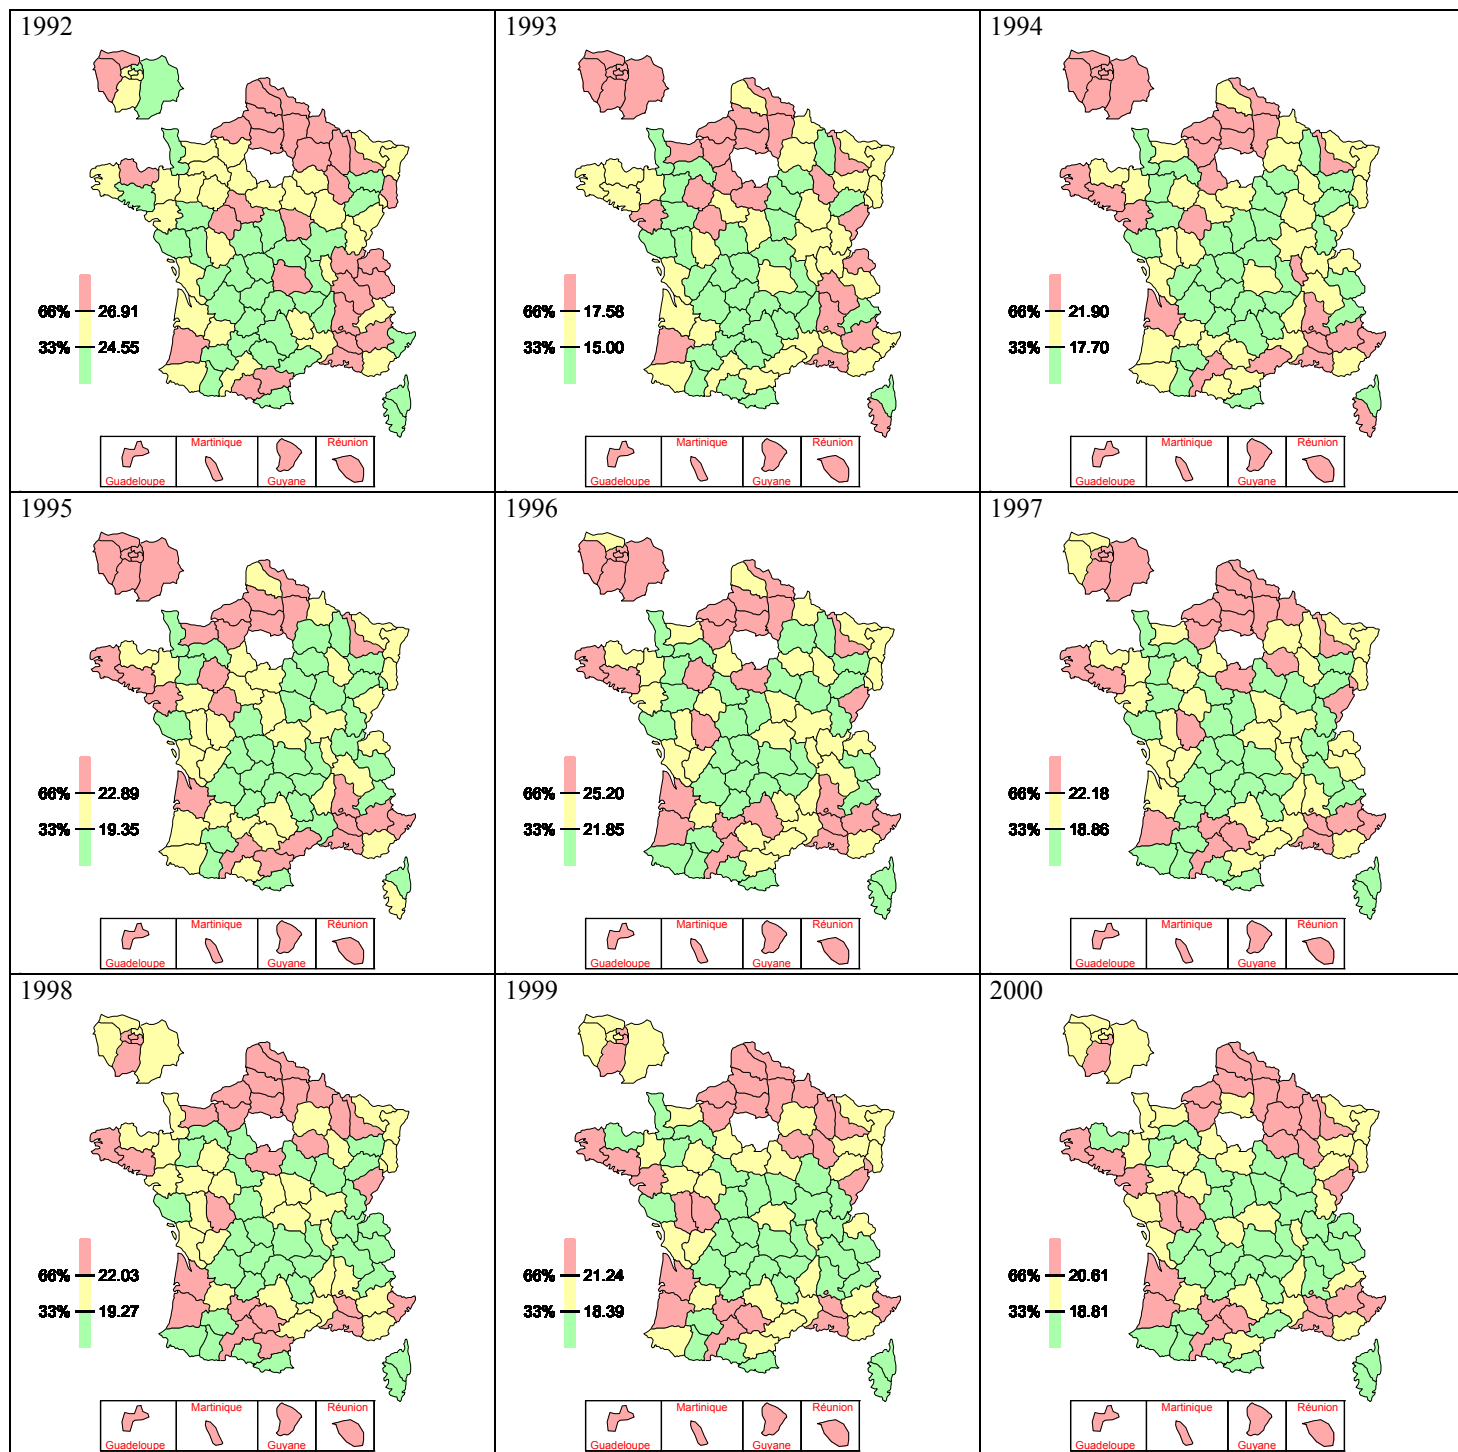 1992
66% 26.91
33% 24.55
Martinique Réunion
Guadeloupe Guyane
1993
66% 17.58
33% 15.00
Martinique Réunion
Guadeloupe Guyane
1994
66% 21.90
33% 17.70
Martinique Réunion
Guadeloupe Guyane
1995
66% 22.89
33% 19.35
Martinique Réunion
Guadeloupe Guyane
1996
66% 25.20
33% 21.85
Martinique Réunion
Guadeloupe Guyane
1997
66% 22.18
33% 18.86
Martinique Réunion
Guadeloupe Guyane
1998
66% 22.03
33% 19.27
Martinique Réunion
Guadeloupe Guyane
1999
66% 21.24
33% 18.39
Martinique Réunion
Guadeloupe Guyane
2000
66% 20.61
33% 18.81
Martinique Réunion
Guadeloupe Guyane